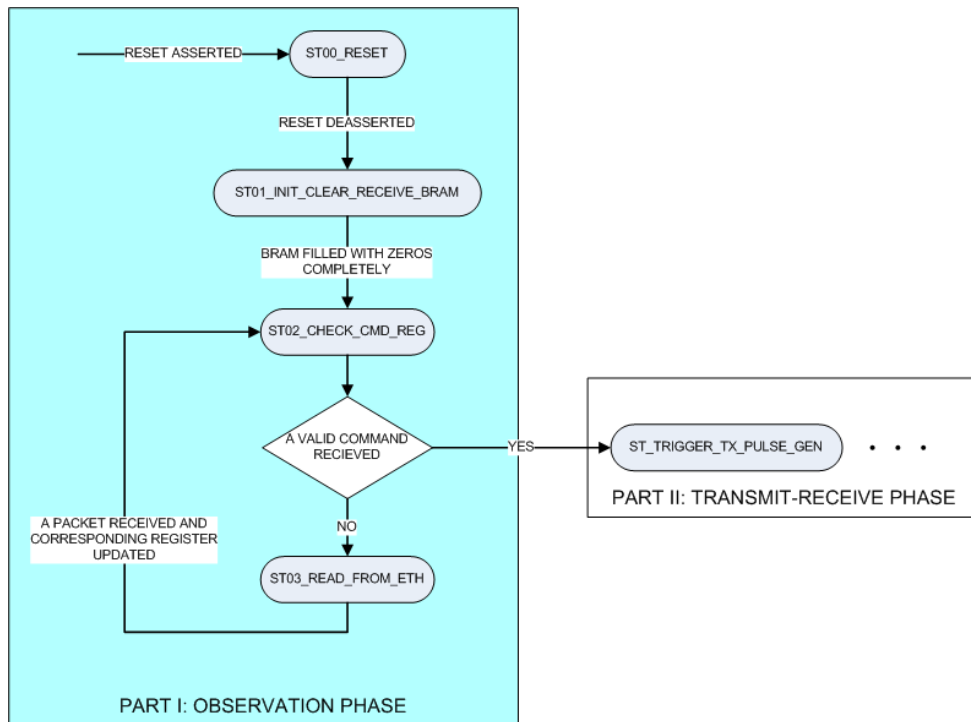 RESET ASSERTED
ST00_RESET
RESET DEASSERTED
ST01_INIT_CLEAR_RECEIVE_BRAM
BRAM FILLED WITH ZEROS
COMPLETELY
ST02_CHECK_CMD_REG
A VALID COMMAND
RECIEVED
YES
ST_TRIGGER_TX_PULSE_GEN
. . .
PART II: TRANSMIT-RECEIVE PHASE
NO
A PACKET RECEIVED AND
CORRESPONDING REGISTER
UPDATED
ST03_READ_FROM_ETH
PART I: OBSERVATION PHASE